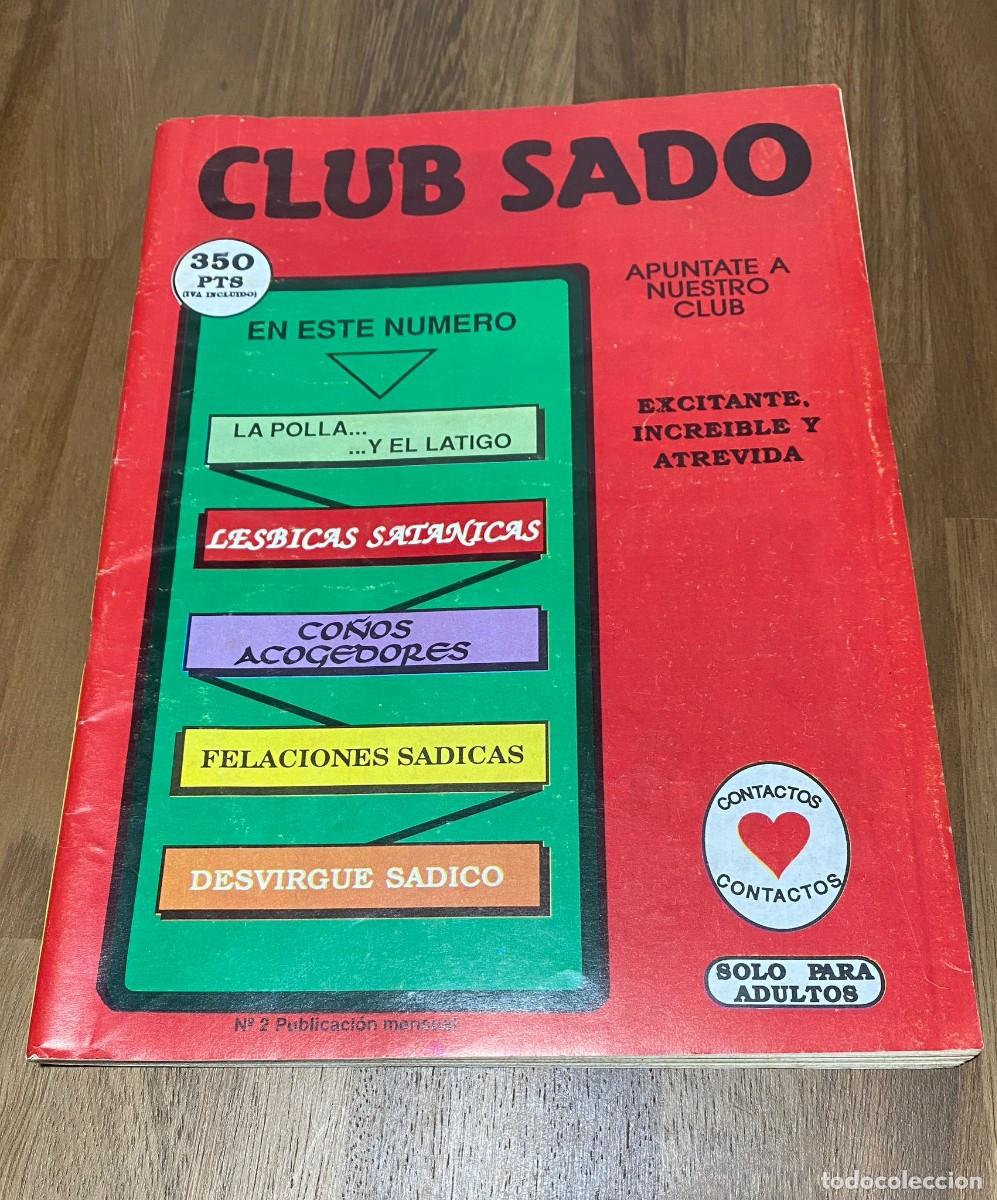 CLUB SADO
350
PTS
(IVA INCLUIDO)
APUNTATE A
NUESTRO
CLUB
EN ESTE NUMERO
EXCITANTE,
INCREIBLE Y
ATREVIDA
LA POLLA...
...Y EL LATIGO
LESBICAS SATANICAS
COÑOS
ACOGEDORES
FELACIONES SADICAS
DESVIRGUE SADICO
CONTACTOS
CONTACTOS
SOLO PARA
ADULTOS
Nº 2 Publicación mensual
todocoleccion